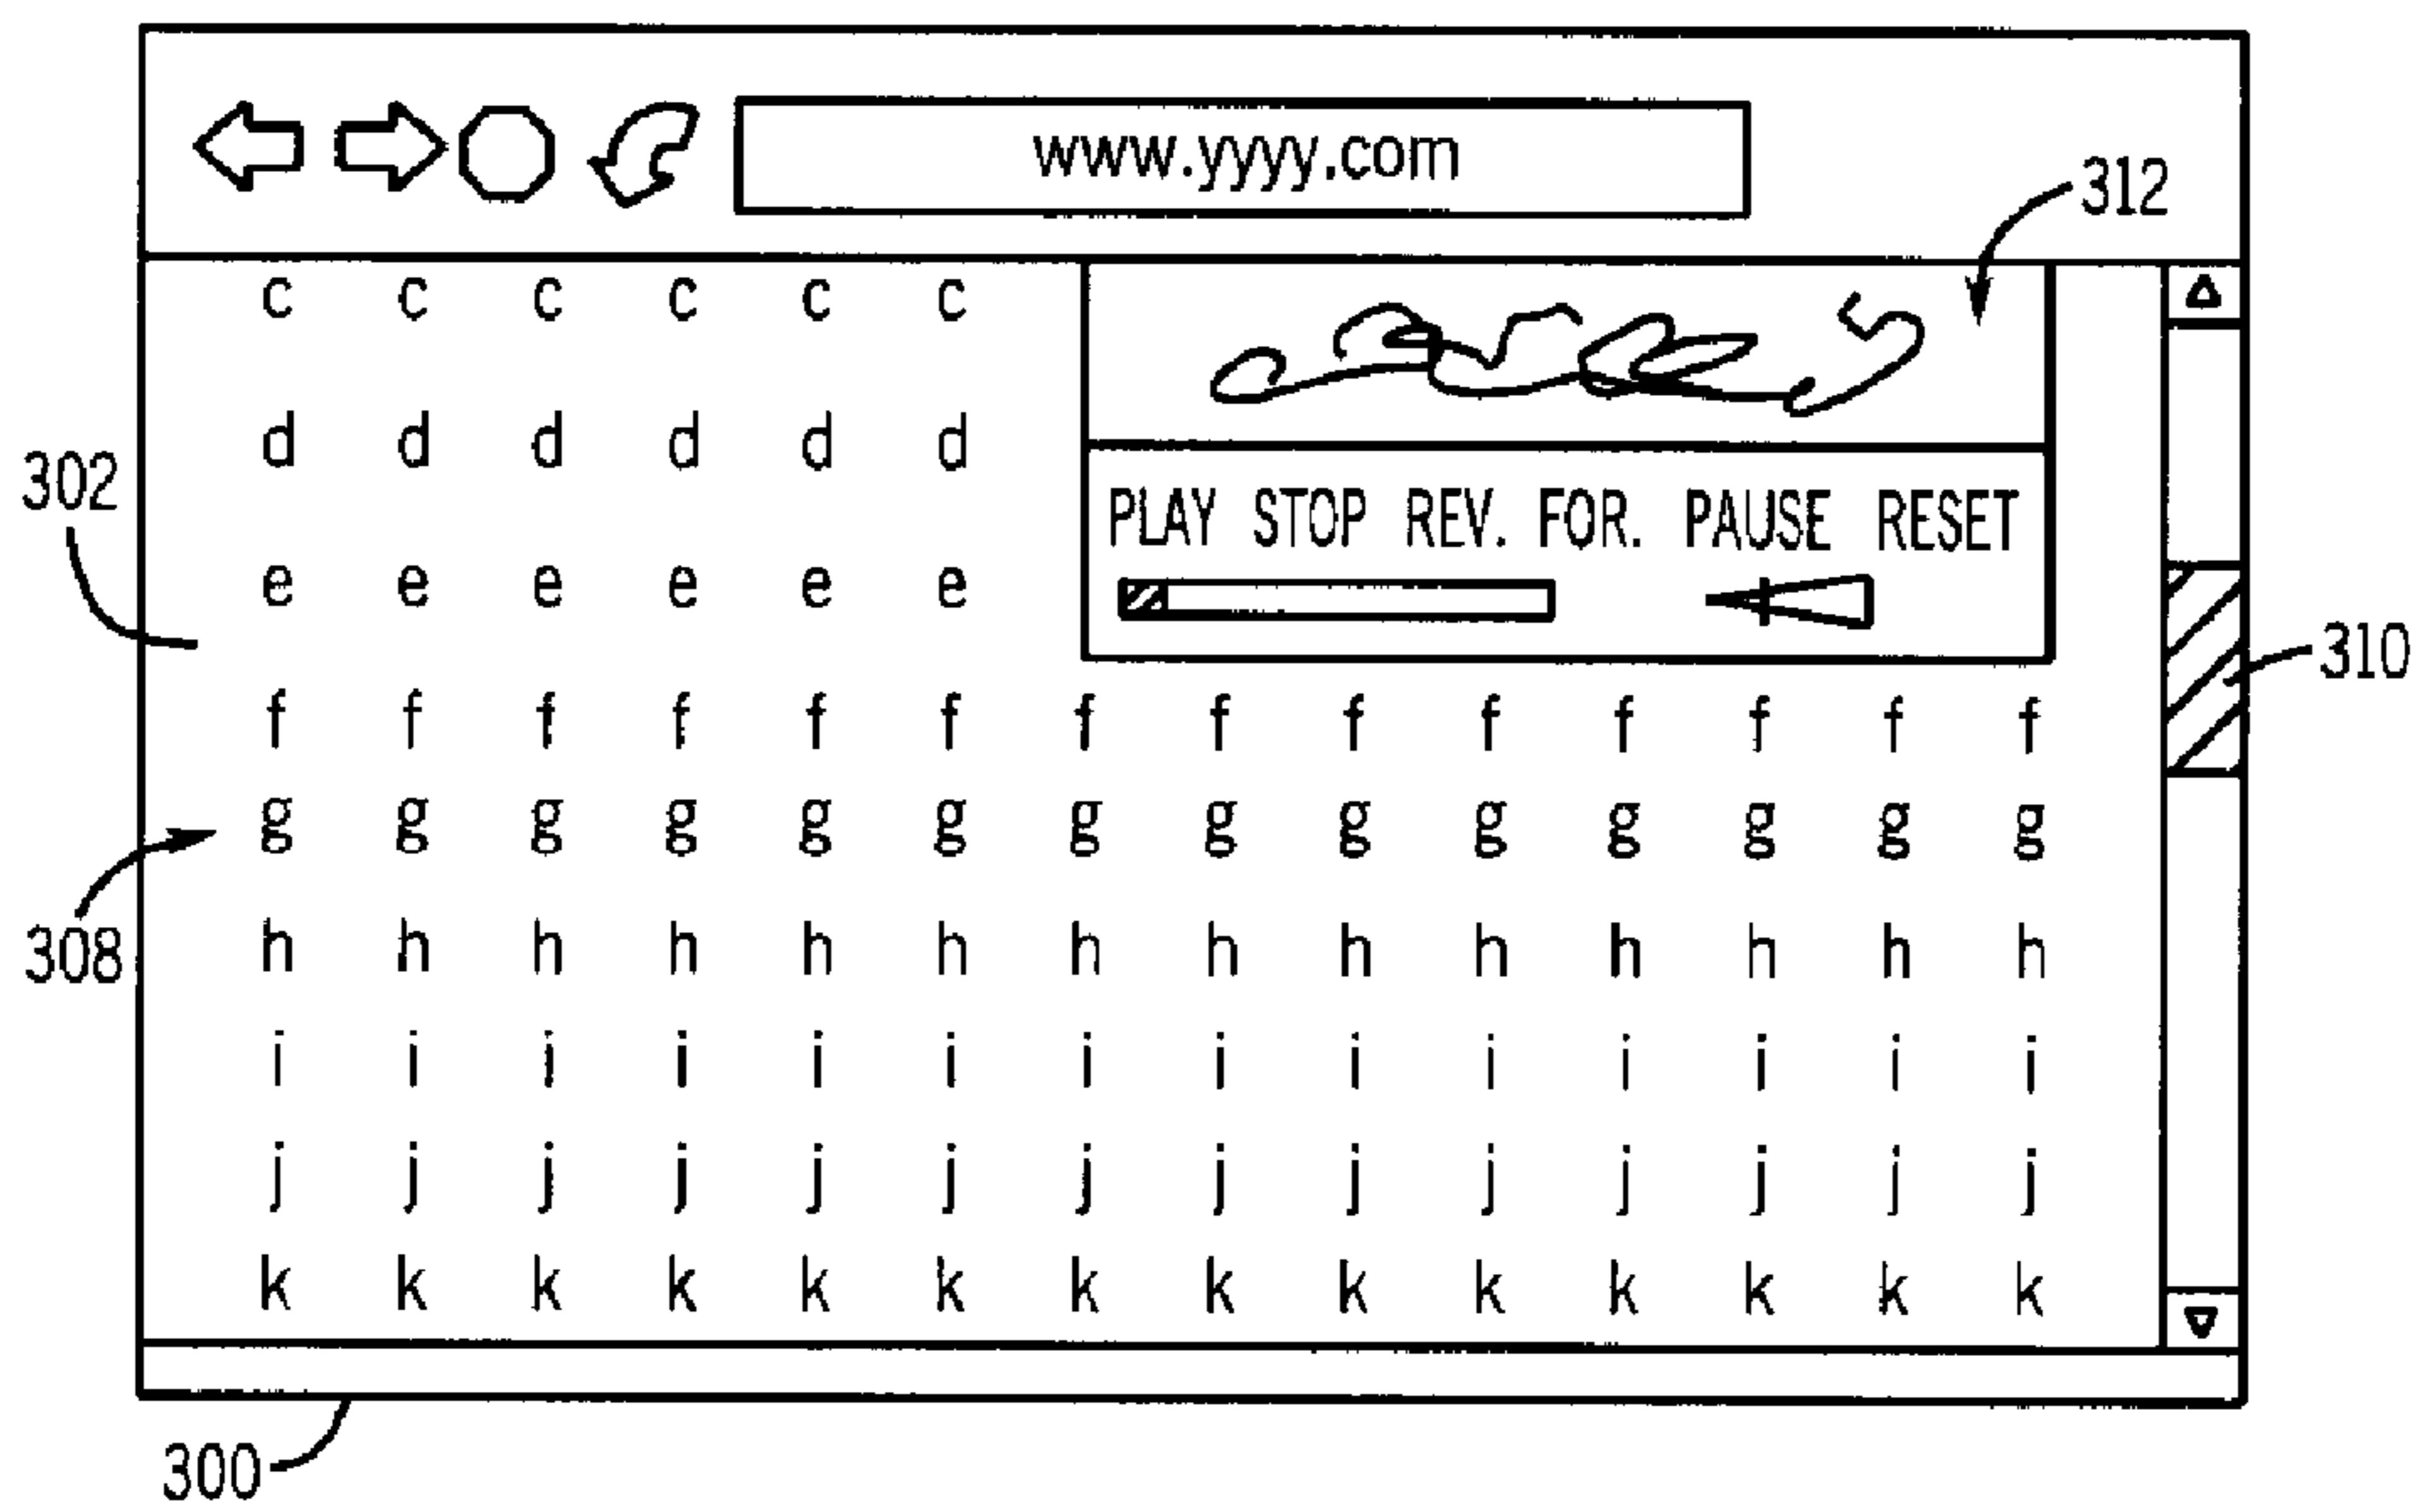 www.yyyy.com
312
c c c c c c
d d d d d d
302
PLAY STOP REV. FOR. PAUSE RESET
e e e e e e
310
f f f f f f f f f f f f f f
g g g g g g g g g g g g g g
308
h h h h h h h h h h h h h h
i i i i i i i i i i i i i i
j j j j j j j j j j j j j j
k k k k k k k k k k k k k k
300